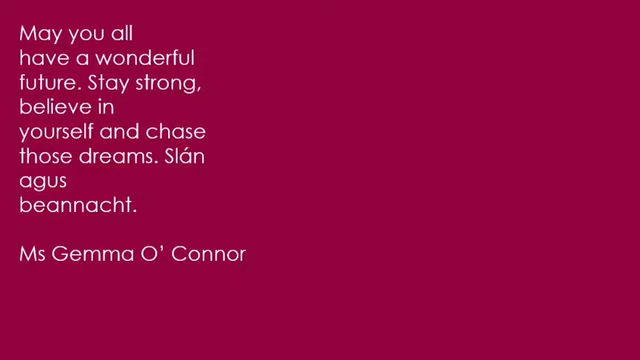 May you all
have a wonderful
future. Stay strong,
believe in
yourself and chase
those dreams. Slán
agus
beannacht.
Ms Gemma O’ Connor